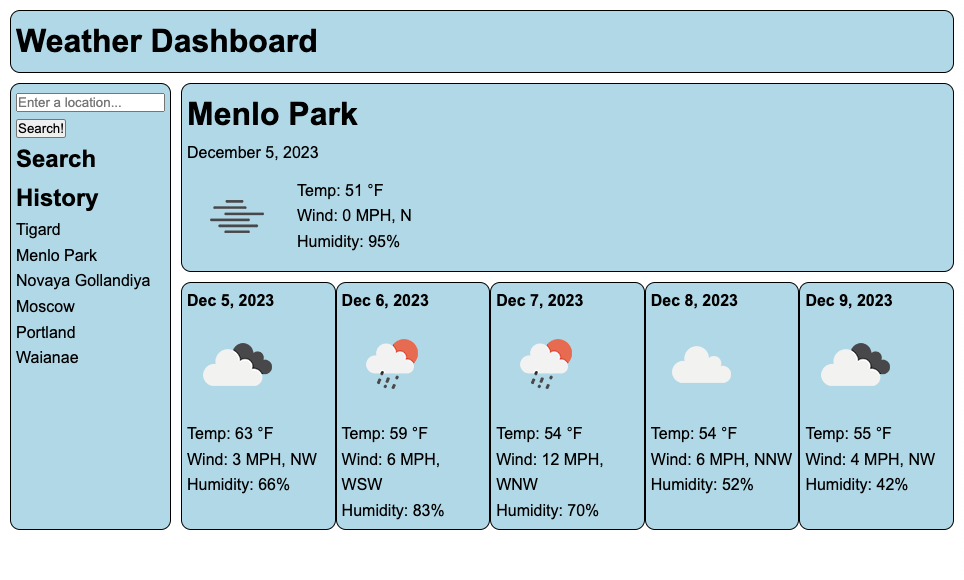 Weather Dashboard
Enter a location...
Search!
Search
History
Tigard
Menlo Park
Novaya Gollandiya
Moscow
Portland
Waianae
Menlo Park
December 5, 2023
Temp: 51 °F
Wind: 0 MPH, N
Humidity: 95%
Dec 5, 2023
Temp: 63 °F
Wind: 3 MPH, NW
Humidity: 66%
Dec 6, 2023
Temp: 59 °F
Wind: 6 MPH,
WSW
Humidity: 83%
Dec 7, 2023
Temp: 54 °F
Wind: 12 MPH,
WNW
Humidity: 70%
Dec 8, 2023
Temp: 54 °F
Wind: 6 MPH, NNW
Humidity: 52%
Dec 9, 2023
Temp: 55 °F
Wind: 4 MPH, NW
Humidity: 42%